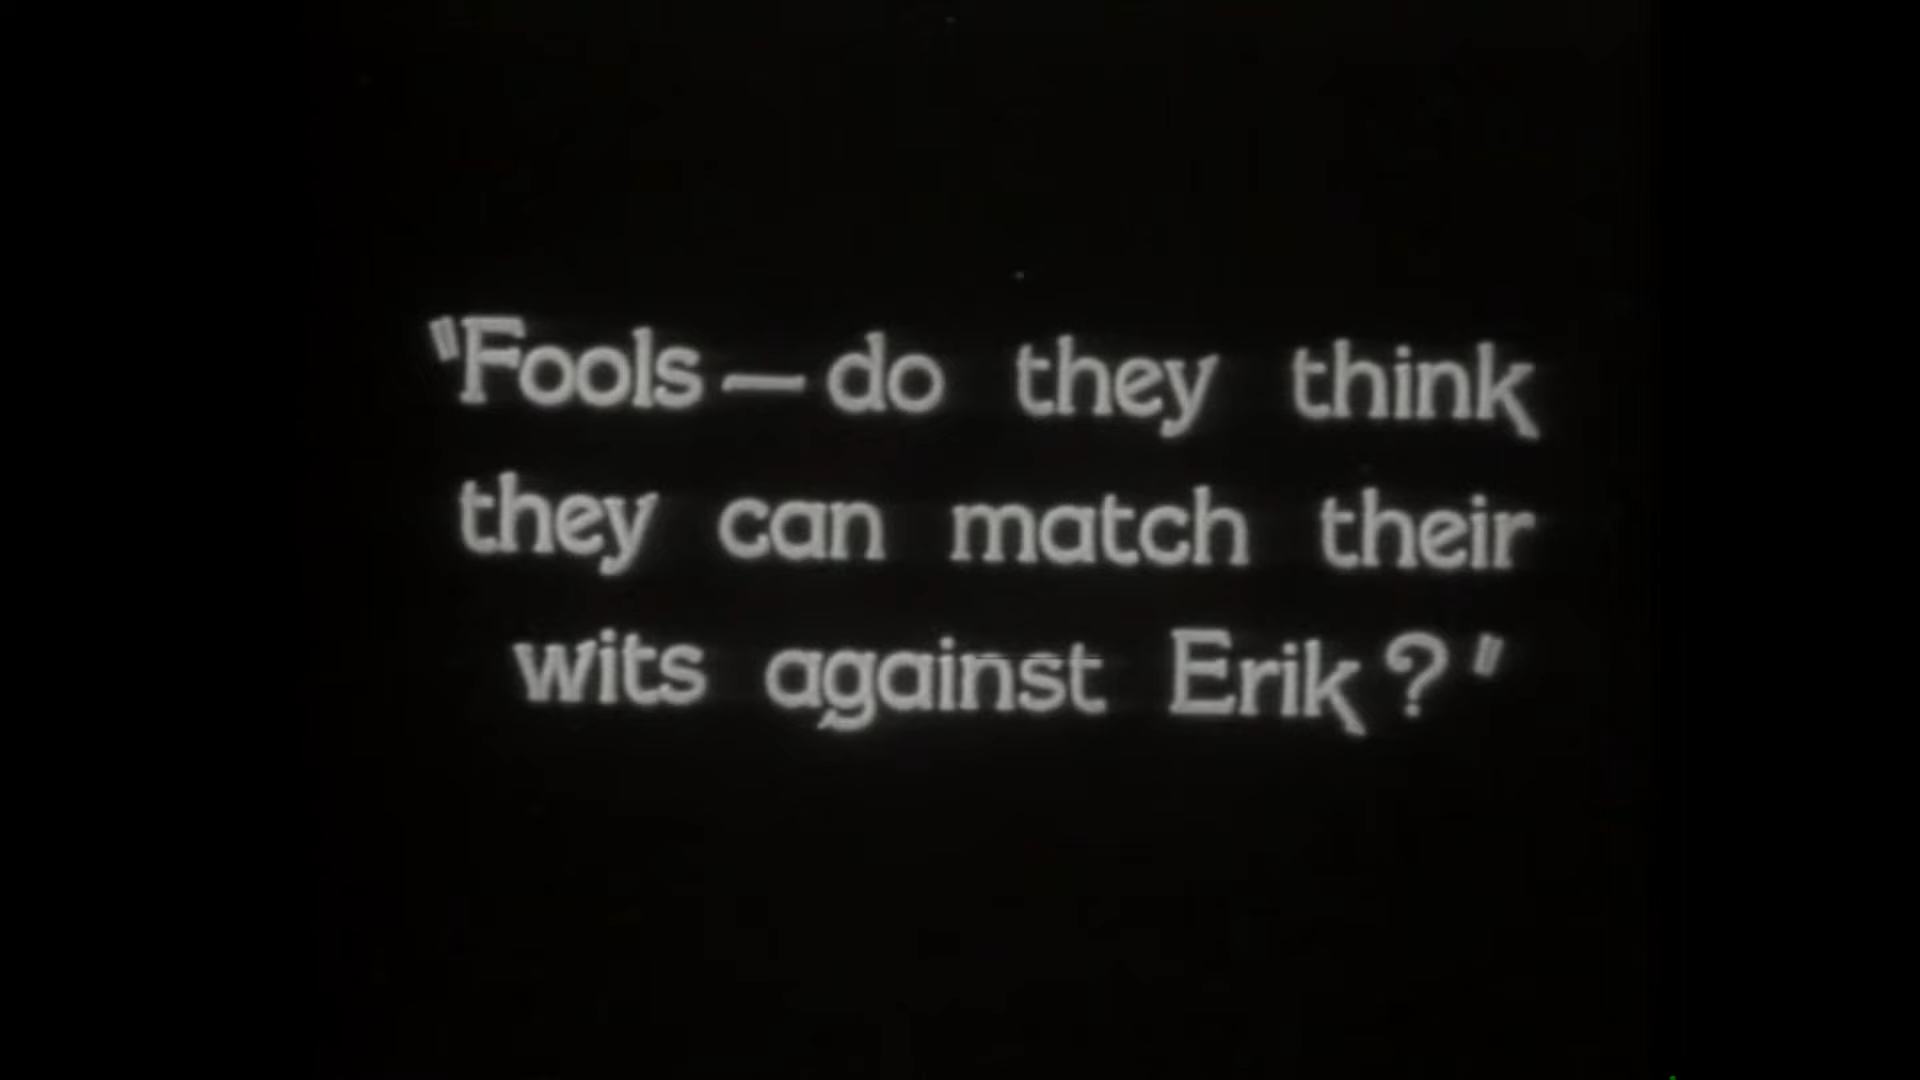 "Fools — do they think
they can match their
wits against Erik?"